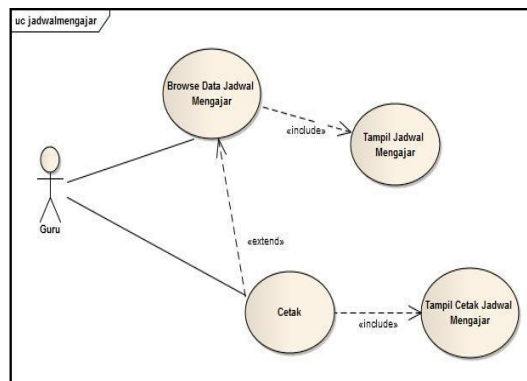 uc jadwalmengajar
Browse Data Jadwal
Mengajar
«include»
Tampil Jadwal
Mengajar
Guru
«extend»
Cetak
«include»
Tampil Cetak Jadwal
Mengajar